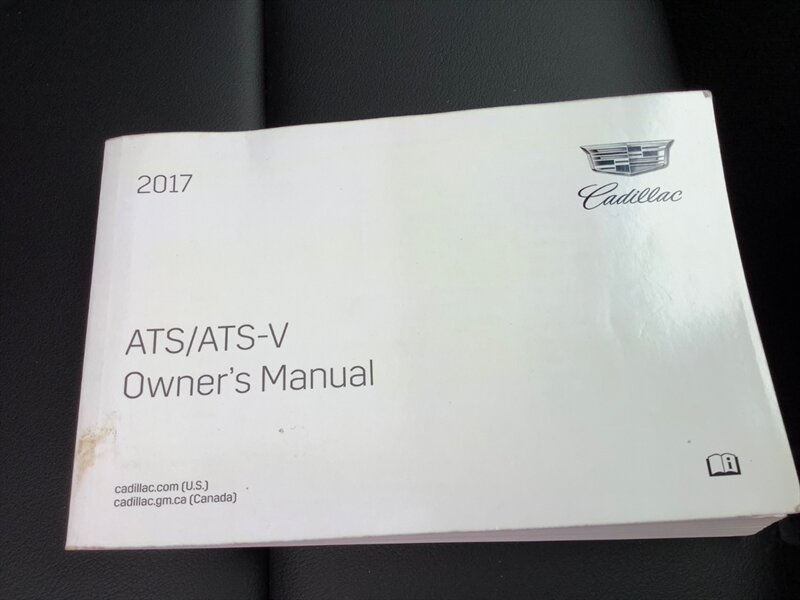 2017
Cadillac
ATS/ATS-V
Owner's Manual
cadillac.com (U.S.)
cadillac.gm.ca (Canada)
i